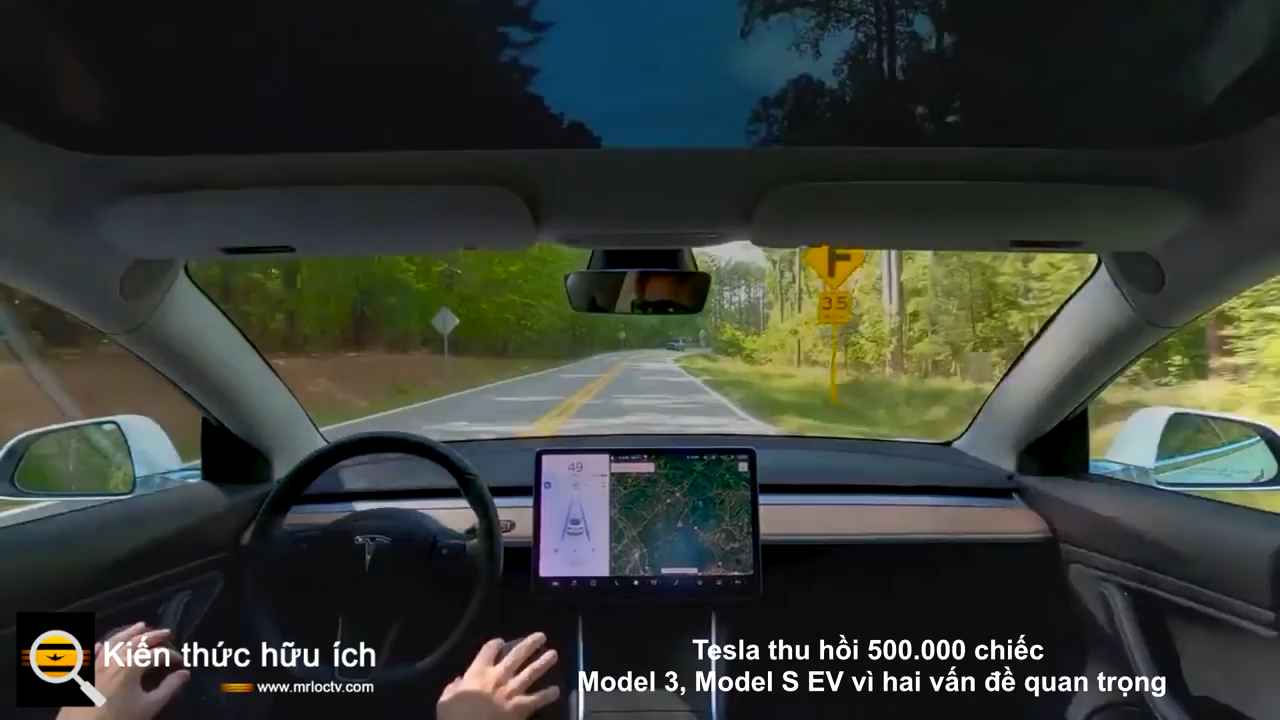 35
49
Kiến thức hữu ích
www.mrloctv.com
Tesla thu hồi 500.000 chiếc
Model 3, Model S EV vì hai vấn đề quan trọng